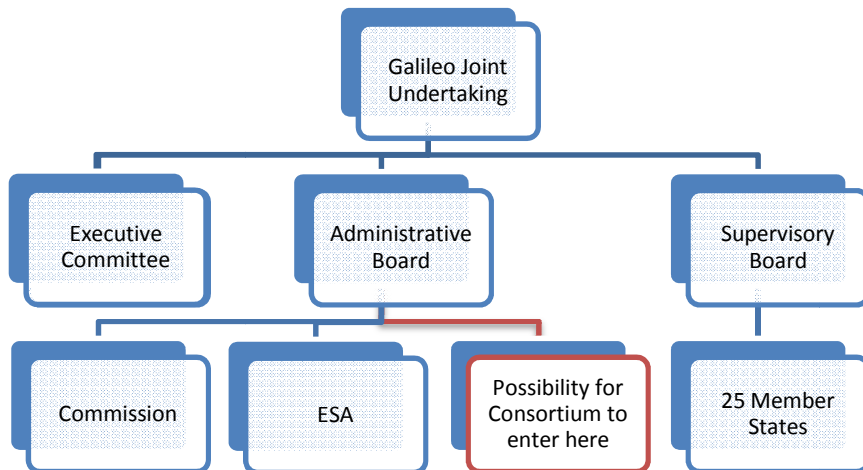 Galileo Joint
Undertaking
Executive
Committee
Administrative
Board
Supervisory
Board
Commission
ESA
Possibility for
Consortium to
enter here
25 Member
States